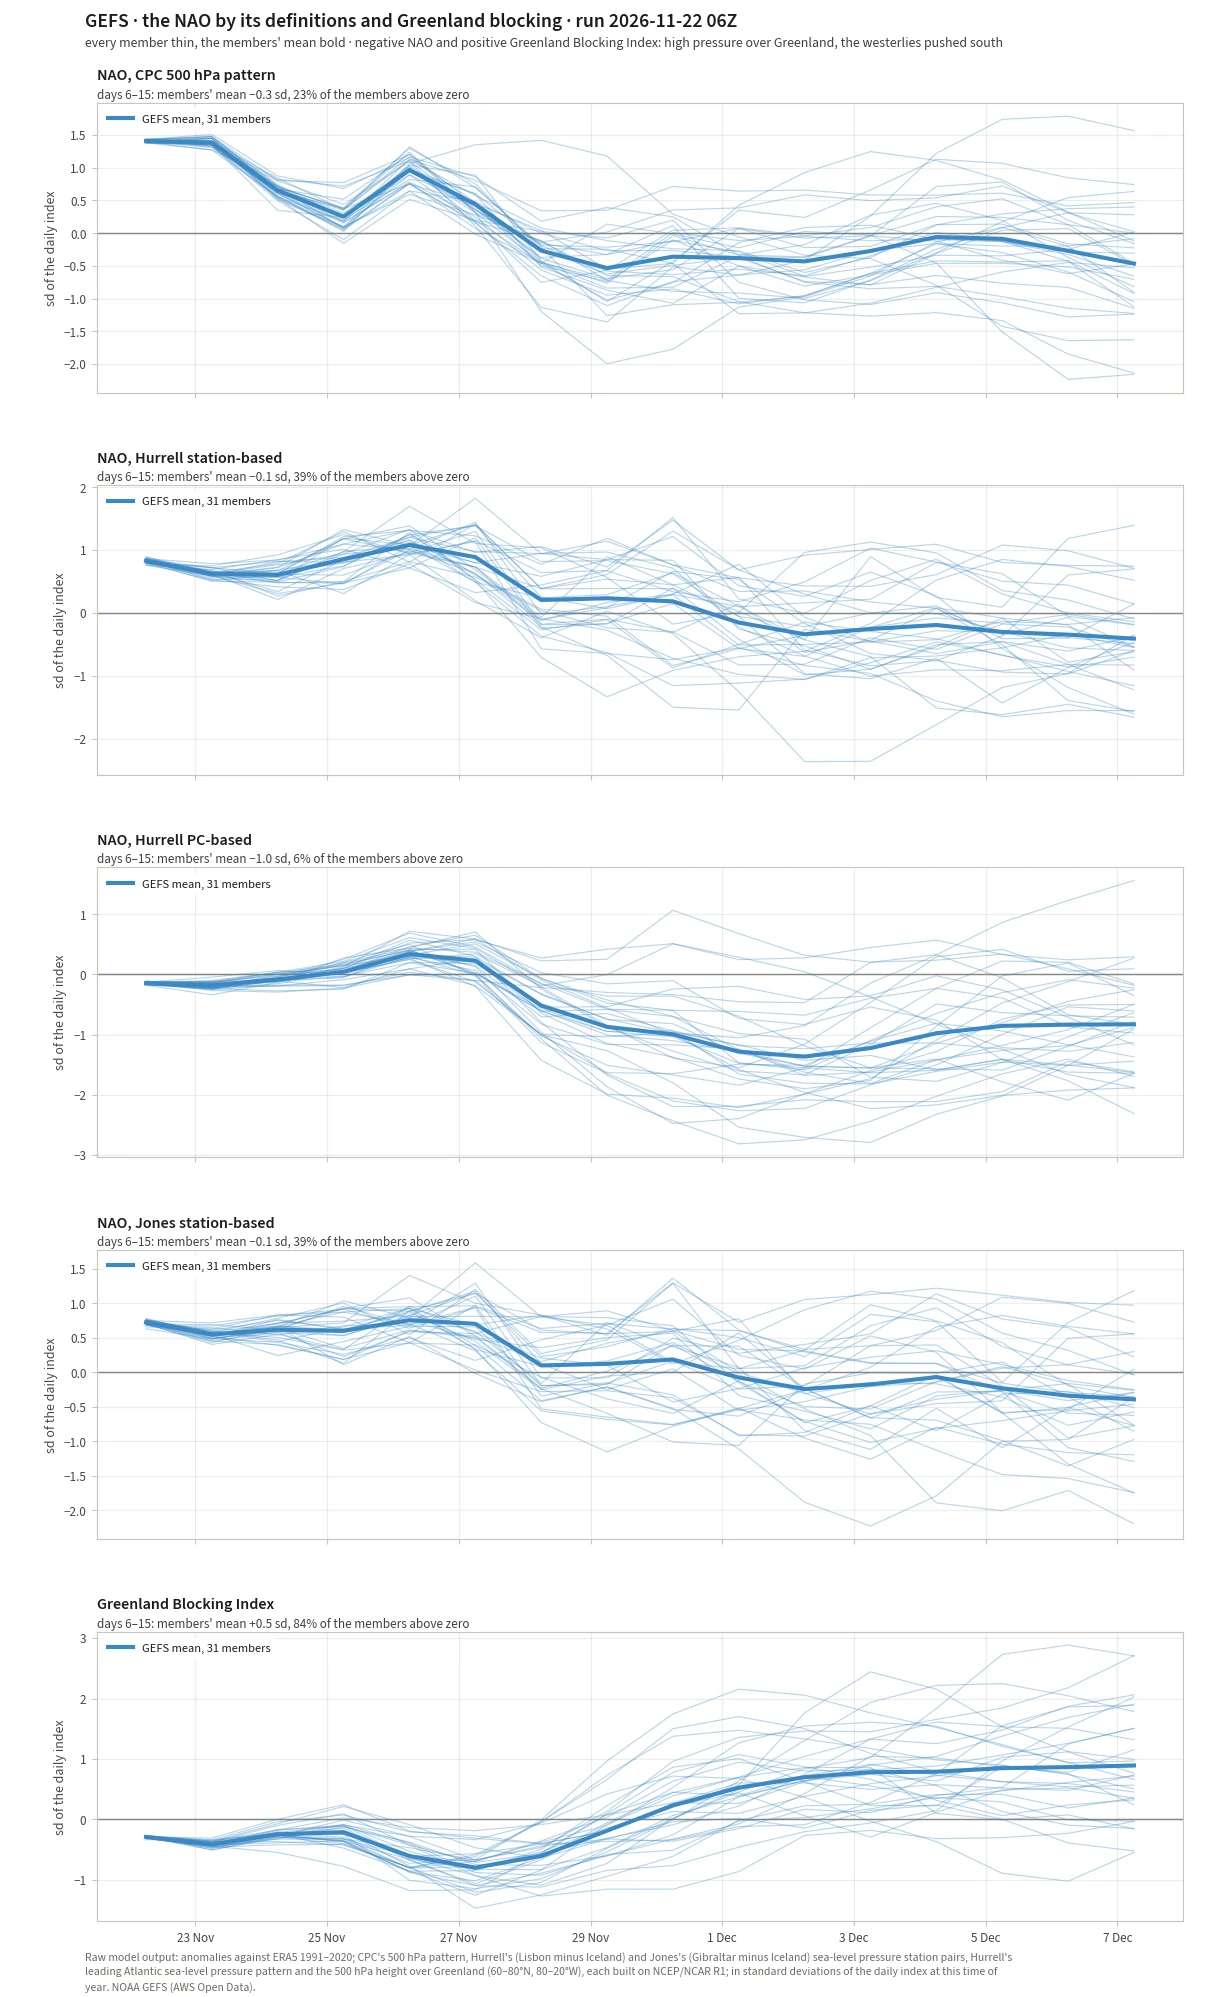 GEFS · the NAO by its definitions and Greenland blocking · run 2026-11-22 06Z
every member thin, the members' mean bold · negative NAO and positive Greenland Blocking Index: high pressure over Greenland, the westerlies pushed south
NAO, CPC 500 hPa pattern
days 6–15: members' mean −0.3 sd, 23% of the members above zero
GEFS mean, 31 members
sd of the daily index
1.5
1.0
0.5
0.0
−0.5
−1.0
−1.5
−2.0
NAO, Hurrell station-based
days 6–15: members' mean −0.1 sd, 39% of the members above zero
GEFS mean, 31 members
sd of the daily index
2
1
0
−1
−2
NAO, Hurrell PC-based
days 6–15: members' mean −1.0 sd, 6% of the members above zero
GEFS mean, 31 members
sd of the daily index
1
0
−1
−2
−3
NAO, Jones station-based
days 6–15: members' mean −0.1 sd, 39% of the members above zero
GEFS mean, 31 members
sd of the daily index
1.5
1.0
0.5
0.0
−0.5
−1.0
−1.5
−2.0
Greenland Blocking Index
days 6–15: members' mean +0.5 sd, 84% of the members above zero
GEFS mean, 31 members
sd of the daily index
3
2
1
0
−1
23 Nov 25 Nov 27 Nov 29 Nov 1 Dec 3 Dec 5 Dec 7 Dec
Raw model output: anomalies against ERA5 1991–2020; CPC's 500 hPa pattern, Hurrell's (Lisbon minus Iceland) and Jones's (Gibraltar minus Iceland) sea-level pressure station pairs, Hurrell's
leading Atlantic sea-level pressure pattern and the 500 hPa height over Greenland (60–80°N, 80–20°W), each built on NCEP/NCAR R1; in standard deviations of the daily index at this time of
year. NOAA GEFS (AWS Open Data).